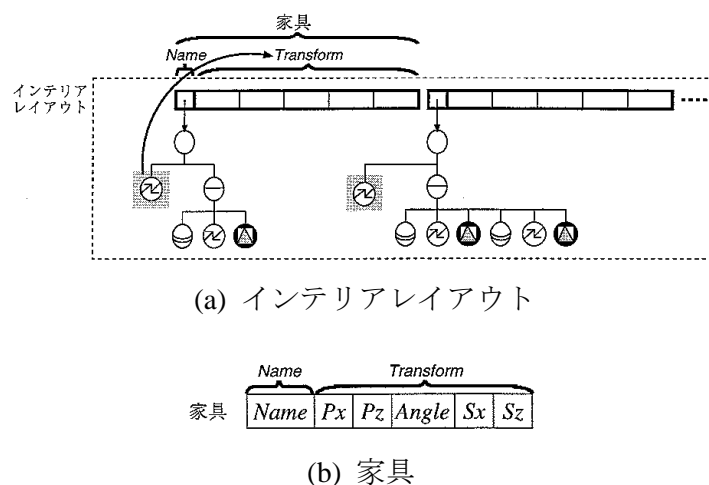 家具
Name Transform
インテリア
レイアウト
(a) インテリアレイアウト
Name Transform
家具 Name Px Pz Angle Sx Sz
(b) 家具